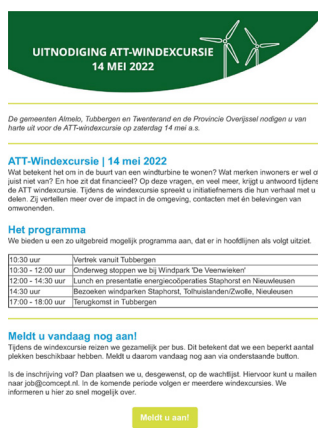 UITNODIGING ATT-WINDEXCURSIE
14 MEI 2022
De gemeenten Almelo, Tubbergen en Twenterand en de Provincie Overijssel nodigen u van
harte uit voor de ATT-windexcursie op zaterdag 14 mei a.s.
ATT-Windexcursie | 14 mei 2022
Wat betekent het om in de buurt van een windturbine te wonen? Wat merken inwoners er wel o
juist niet van? En hoe zit dat financieel? Op deze vragen, en veel meer, krijgt u antwoord tijdens
de ATT windexcursie. Tijdens de windexcursie spreekt u initiatiefnemers die hun verhaal met u
delen. Zij vertellen meer over de impact in de omgeving, contacten met én belevingen van
omwonenden.
Het programma
We bieden u een zo uitgebreid mogelijk programma aan, dat er in hoofdlijnen als volgt uitziet.
10:30 uur Vertrek vanuit Tubbergen
10:30 - 12:00 uur Onderweg stoppen we bij Windpark 'De Veenwieken'
12:00 - 14:30 uur Lunch en presentatie energiecoöperaties Staphorst en Nieuwleusen
14:30 uur Bezoeken windparken Staphorst, Tolhuislanden/Zwolle, Nieuleusen
17:00 - 18:00 uur Terugkomst in Tubbergen
Meldt u vandaag nog aan!
Tijdens de windexcursie reizen we gezamenlijk per bus. Dit betekent dat we een beperkt aantal
plekken beschikbaar hebben. Meldt u daarom vandaag nog aan via onderstaande button.
Is de inschrijving vol? Dan plaatsen we u, desgewenst, op de wachtlijst. Hiervoor kunt u mailen
naar job@comcept.nl. In de komende periode volgen er meerdere windexcursies. We
informeren u hier zo snel mogelijk over.
Meldt u aan!